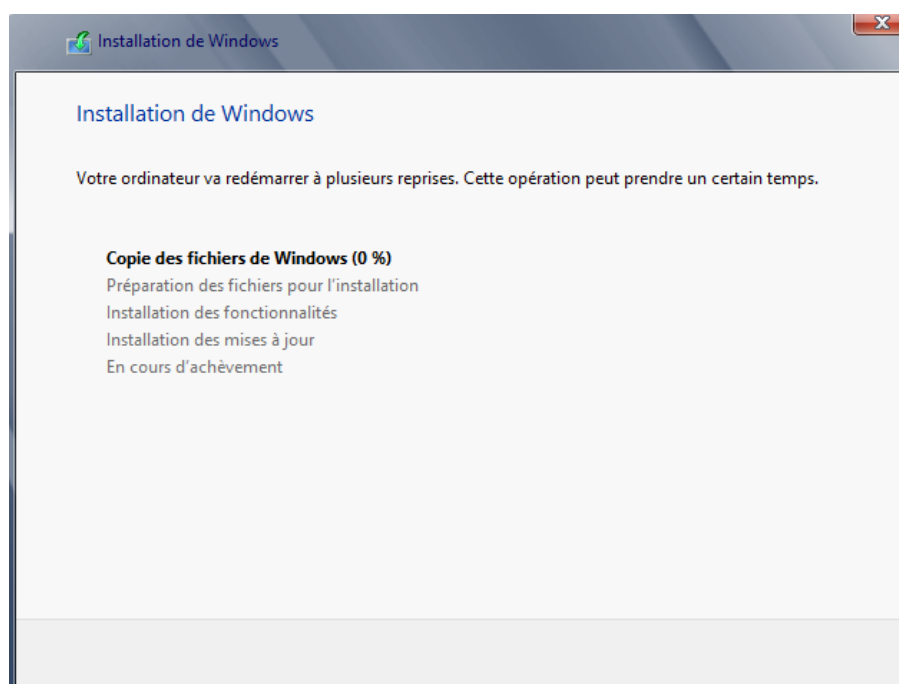 Installation de Windows
Installation de Windows
Votre ordinateur va redémarrer à plusieurs reprises. Cette opération peut prendre un certain temps.
Copie des fichiers de Windows (0 %)
Préparation des fichiers pour l'installation
Installation des fonctionnalités
Installation des mises à jour
En cours d'achèvement